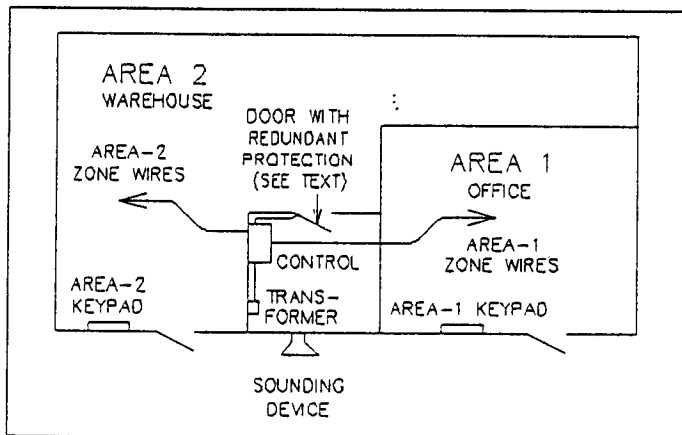 AREA 2
WAREHOUSE
DOOR WITH
REDUNDANT
PROTECTION
(SEE TEXT)
AREA-2
ZONE WIRES
AREA 1
OFFICE
AREA-1
ZONE WIRES
CONTROL
AREA-2
KEYPAD
TRANS-
FORMER
AREA-1 KEYPAD
SOUNDING
DEVICE